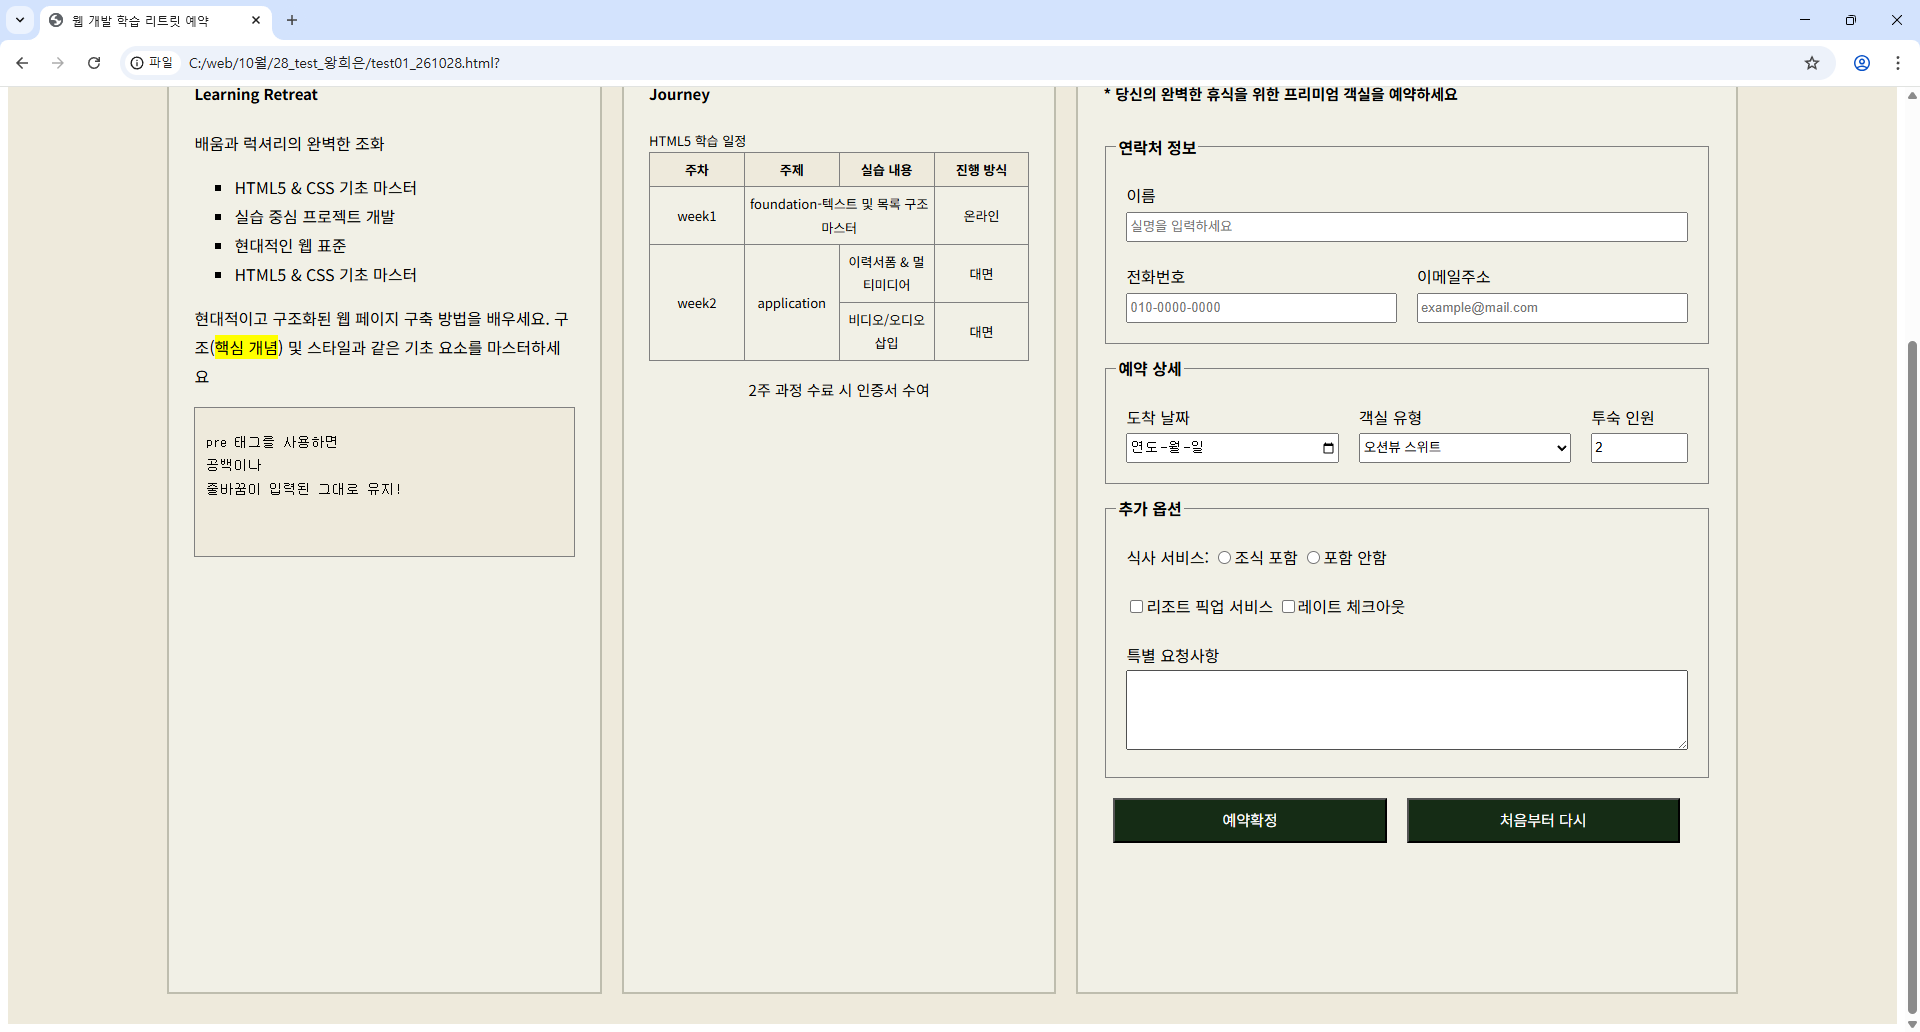 웹 개발 학습 리트릿 예약
파일
C:/web/10월/28_test_왕희은/test01_261028.html?
Learning Retreat
배움과 럭셔리의 완벽한 조화
HTML5 & CSS 기초 마스터
실습 중심 프로젝트 개발
현대적인 웹 표준
HTML5 & CSS 기초 마스터
현대적이고 구조화된 웹 페이지 구축 방법을 배우세요. 구
조(핵심 개념) 및 스타일과 같은 기초 요소를 마스터하세
요
pre 태그를 사용하면
공백이나
줄바꿈이 입력된 그대로 유지!
Journey
HTML5 학습 일정
주차 주제 실습 내용 진행 방식
week1 foundation-텍스트 및 목록 구조 마스터 온라인
week2 application 이력서폼 & 멀티미디어 대면
비디오/오디오 삽입 대면
2주 과정 수료 시 인증서 수여
* 당신의 완벽한 휴식을 위한 프리미엄 객실을 예약하세요
연락처 정보
이름
실명을 입력하세요
전화번호 이메일주소
010-0000-0000 example@mail.com
예약 상세
도착 날짜 객실 유형 투숙 인원
연도-월-일 오션뷰 스위트 2
추가 옵션
식사 서비스: 조식 포함 포함 안함
리조트 픽업 서비스 레이트 체크아웃
특별 요청사항
예약확정 처음부터 다시